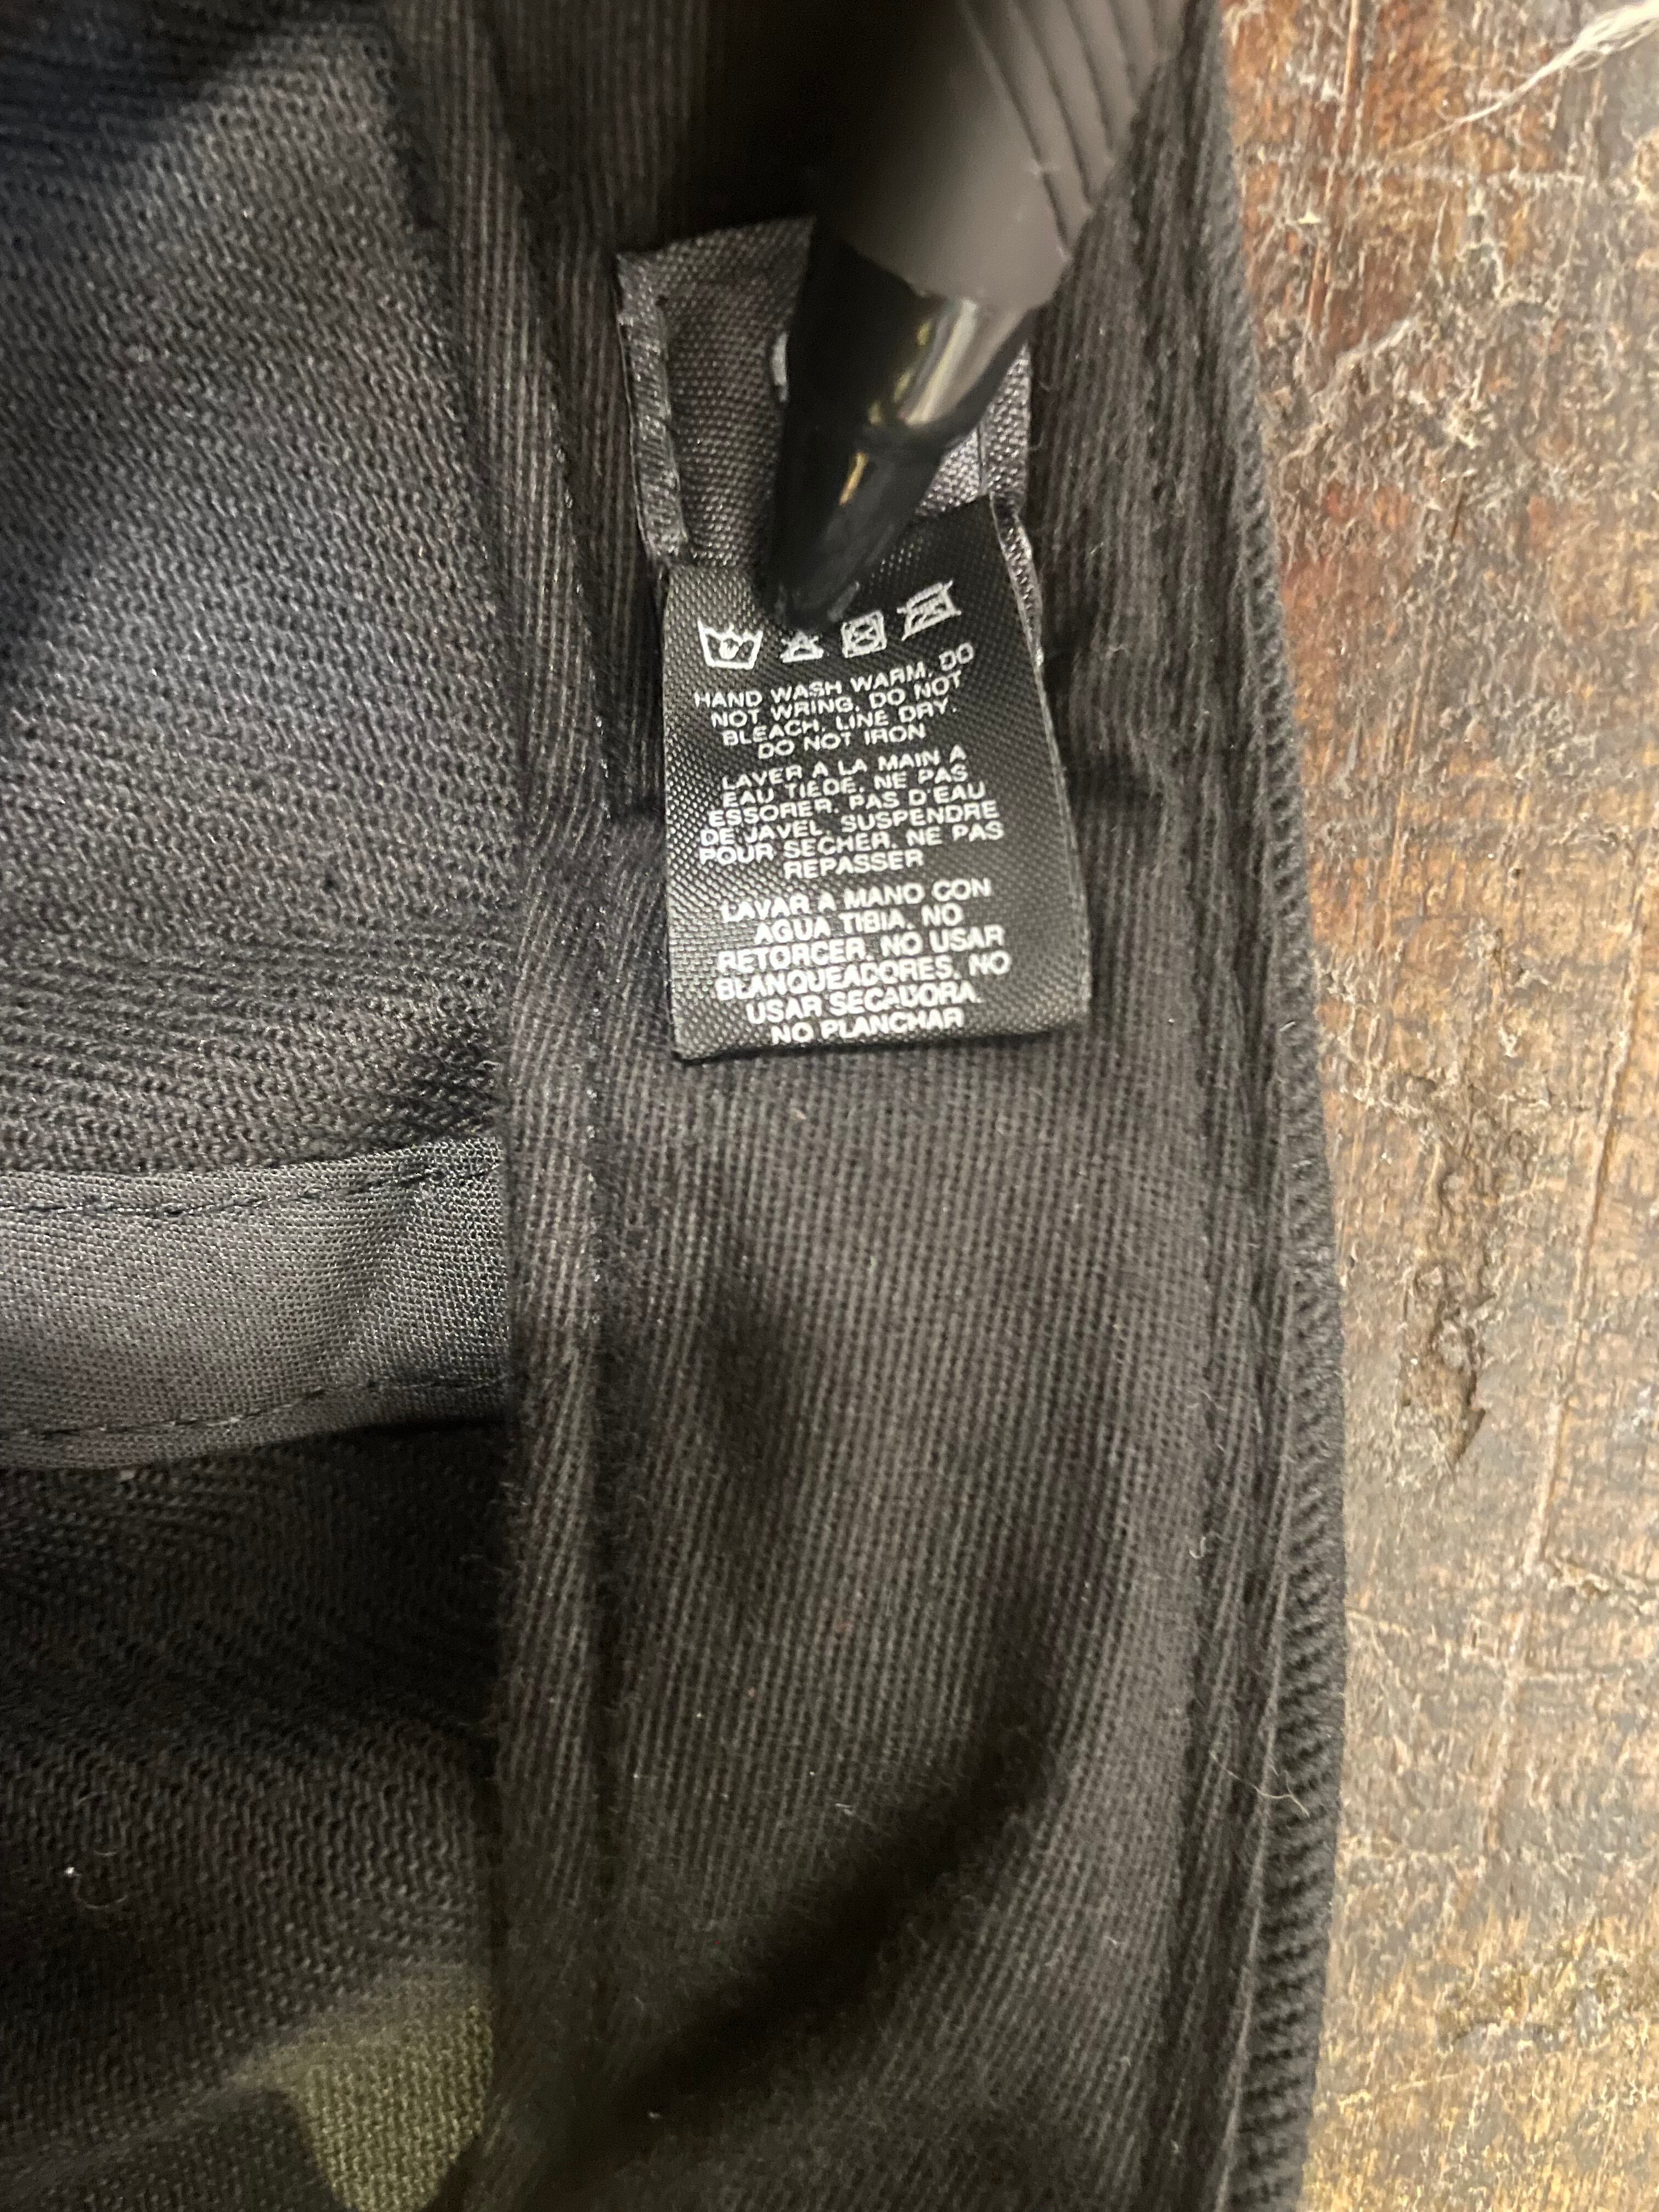 HAND WASH WARM, DO
NOT WRING, DO NOT
BLEACH, LINE DRY.
DO NOT IRON
LAVER A LA MAIN A
EAU TIEDE, NE PAS
ESSORER, PAS D'EAU
DE JAVEL, SUSPENDRE
POUR SECHER, NE PAS
REPASSER
LAVAR A MANO CON
AGUA TIBIA, NO
RETORCER, NO USAR
BLANQUEADORES, NO
USAR SECADORA.
NO PLANCHAR